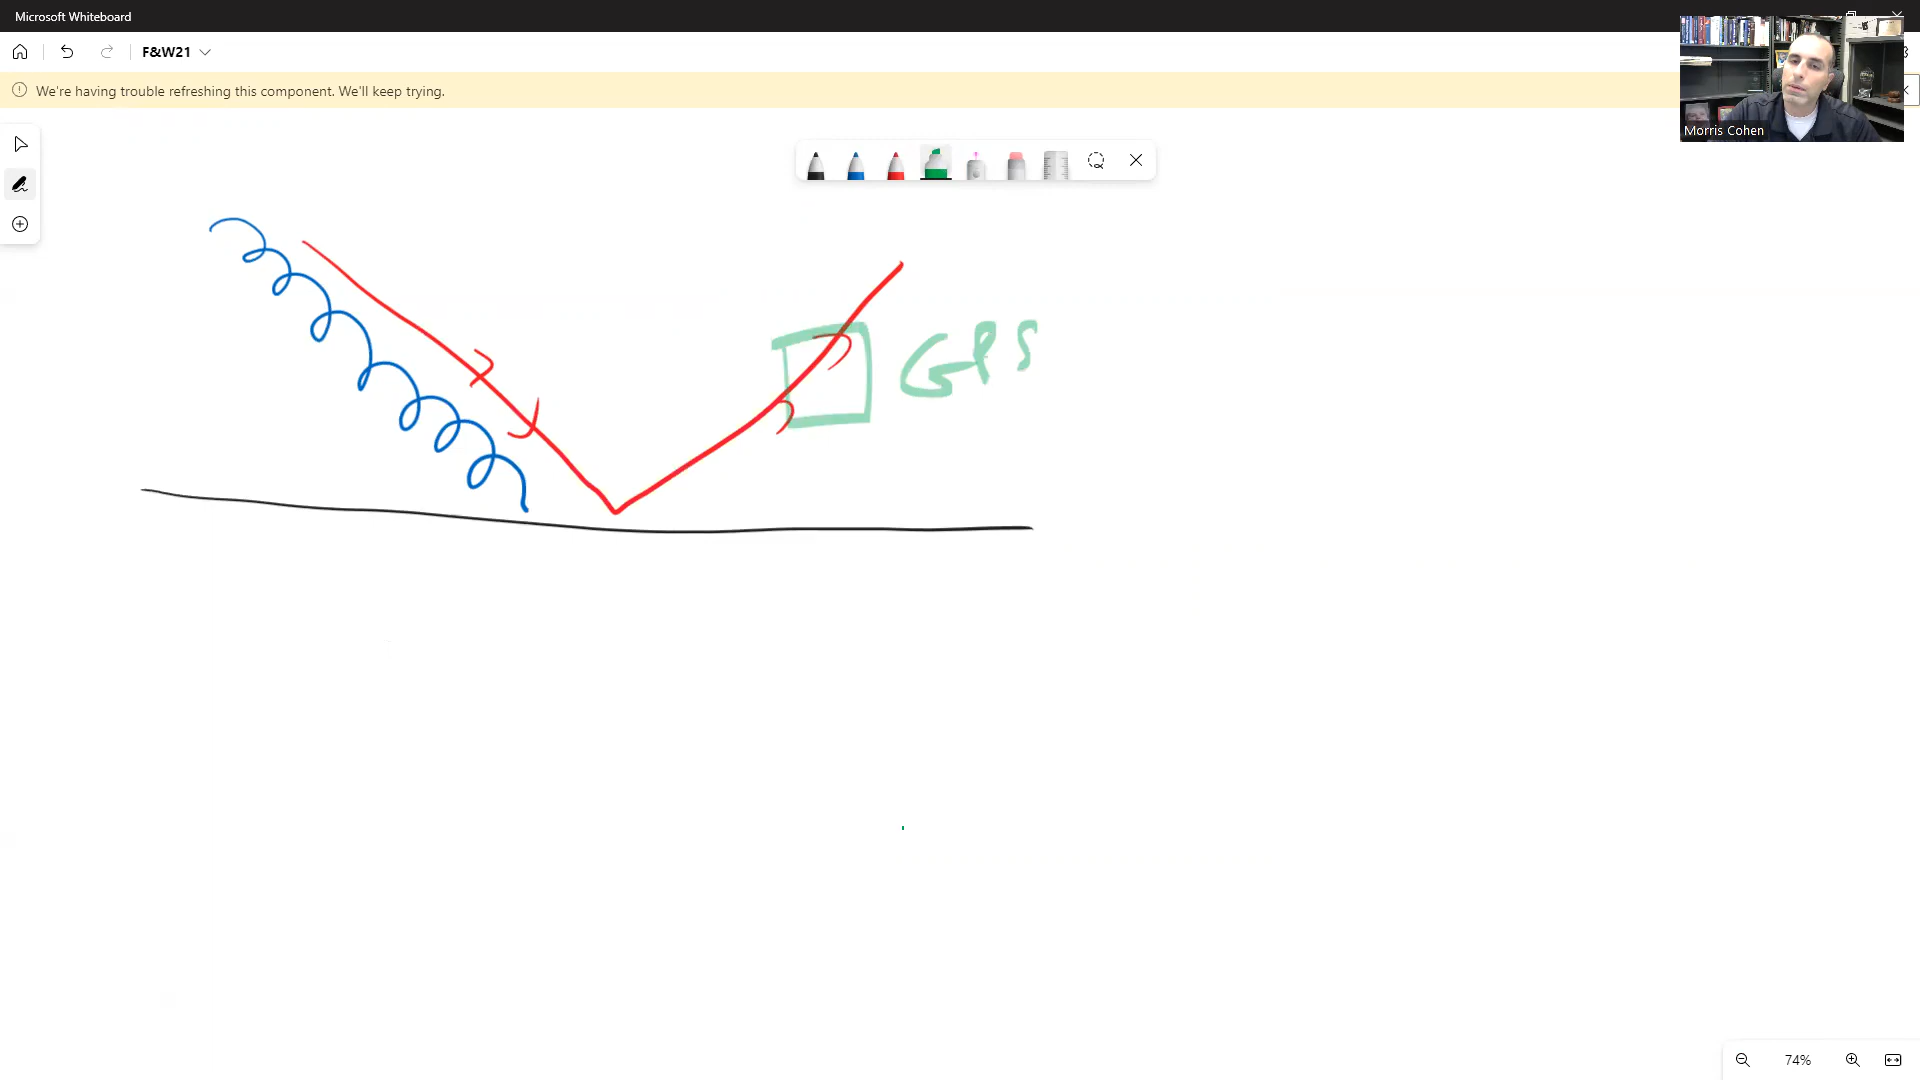 Microsoft Whiteboard
F&W21
We're having trouble refreshing this component. We'll keep trying.
Morris Cohen
GPS
74%